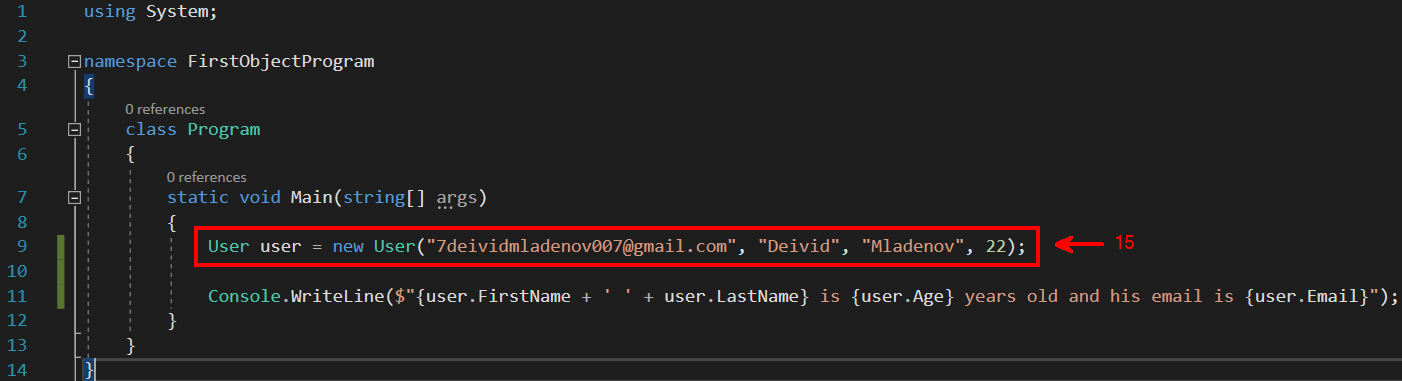 1 using System;
2
3 namespace FirstObjectProgram
4 {
0 references
5 class Program
6 {
0 references
7 static void Main(string[] args)
8 {
9 User user = new User("7deividmladenov007@gmail.com", "Deivid", "Mladenov", 22); 15
10
11 Console.WriteLine($"{user.FirstName + ' ' + user.LastName} is {user.Age} years old and his email is {user.Email}");
12 }
13 }
14 }